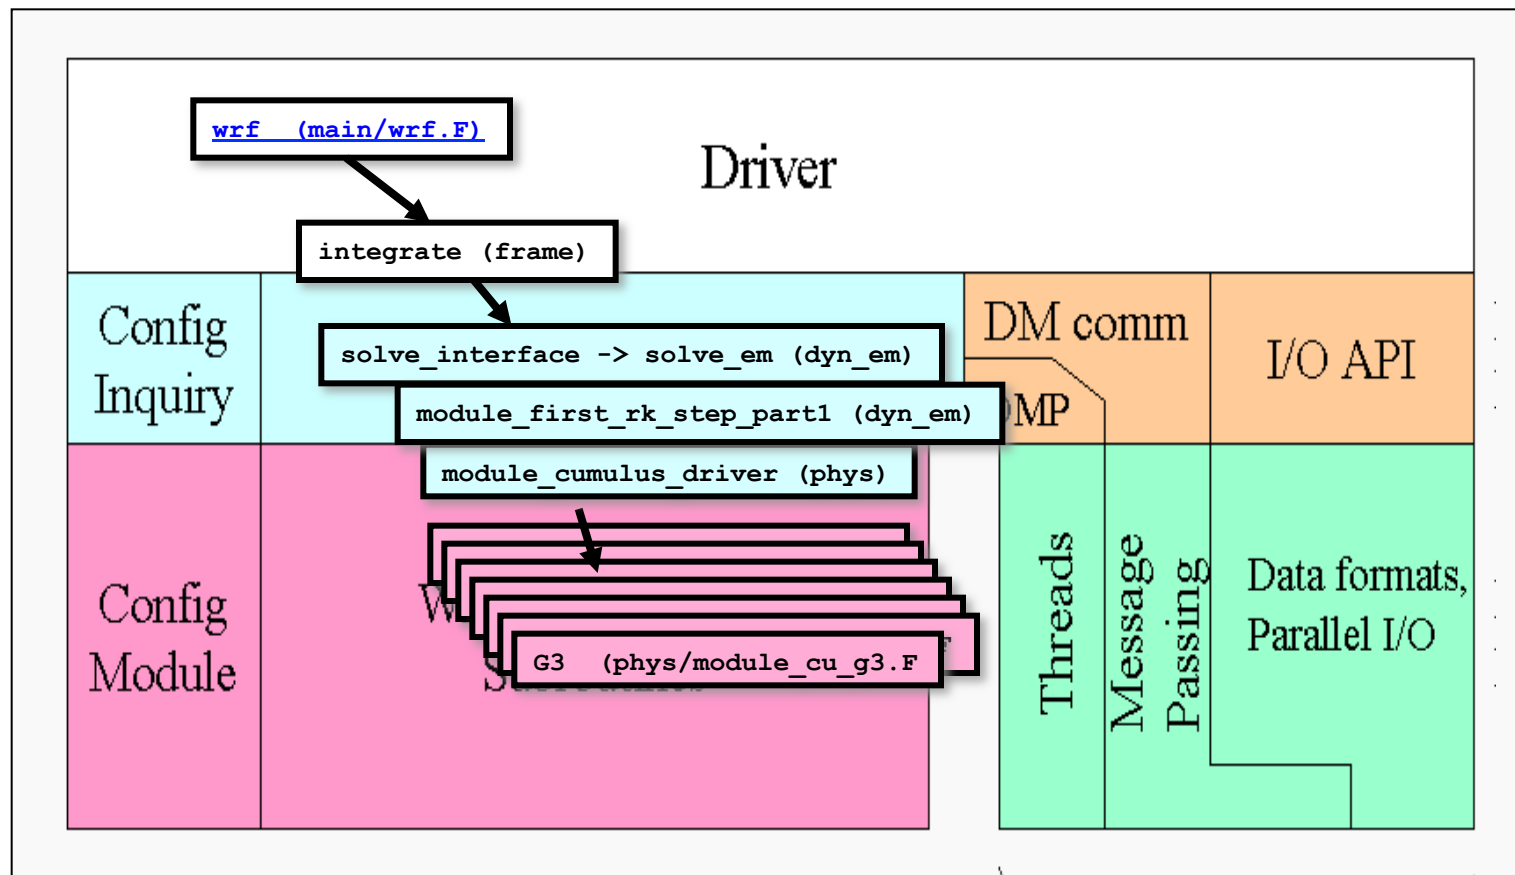 wrf (main/wrf.F)
Driver
integrate (frame)
Config
Inquiry
solve_interface -> solve_em (dyn_em)
DM comm
I/O API
module_first_rk_step_part1 (dyn_em)
module_cumulus_driver (phys)
Config
Module
G3 (phys/module_cu_g3.F
Threads
Message
Passing
Data formats,
Parallel I/O